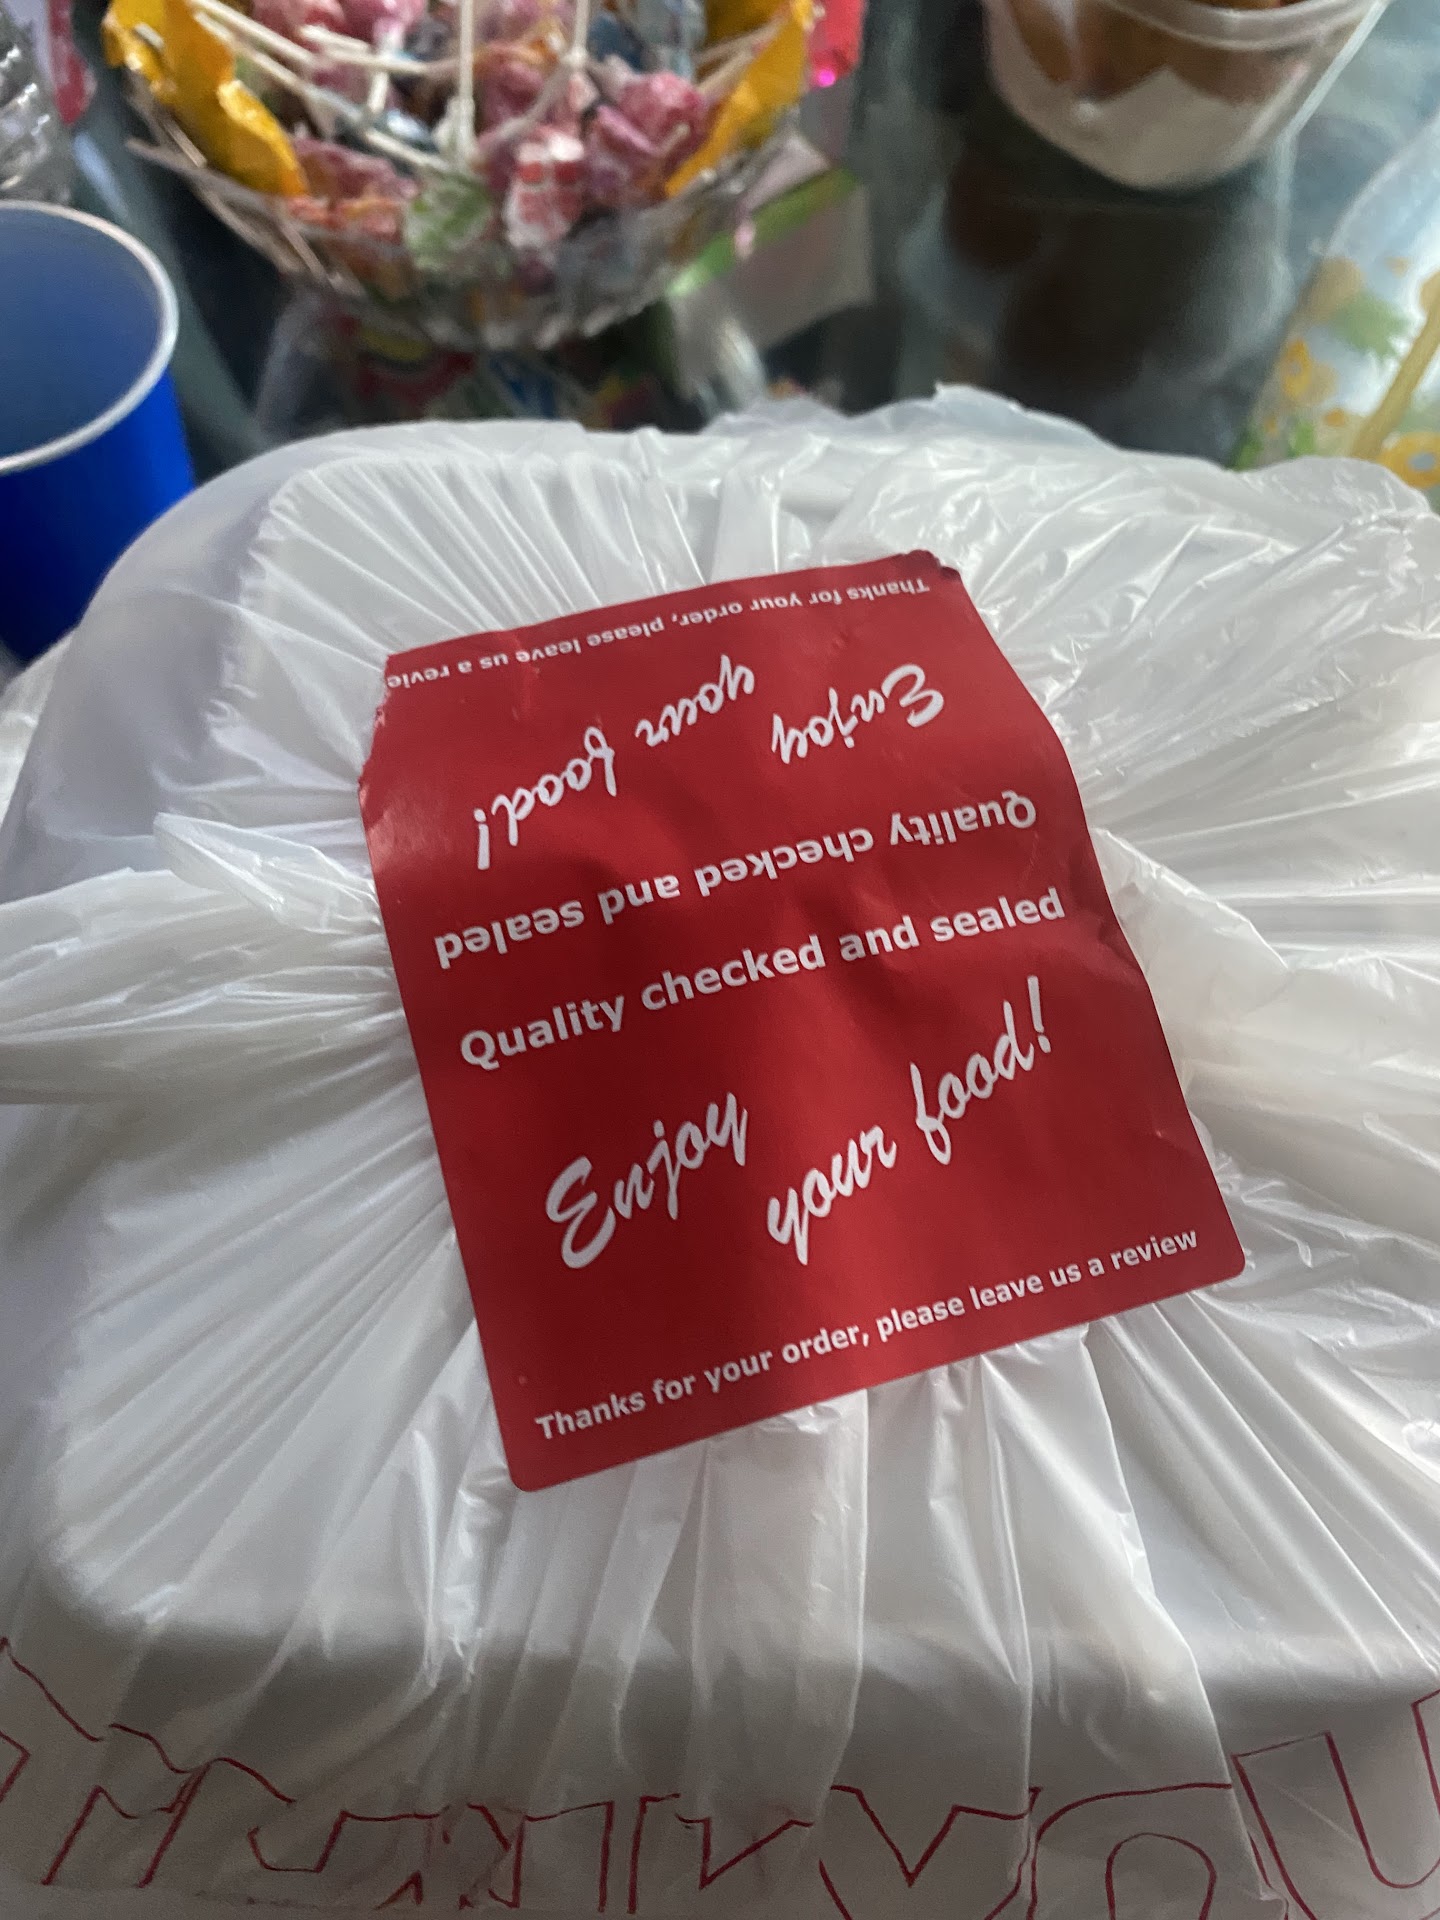 Thanks for your order, please leave us a revie
Enjoy
your food!
Quality checked and sealed
Quality checked and sealed
Enjoy
your food!
Thanks for your order, please leave us a review